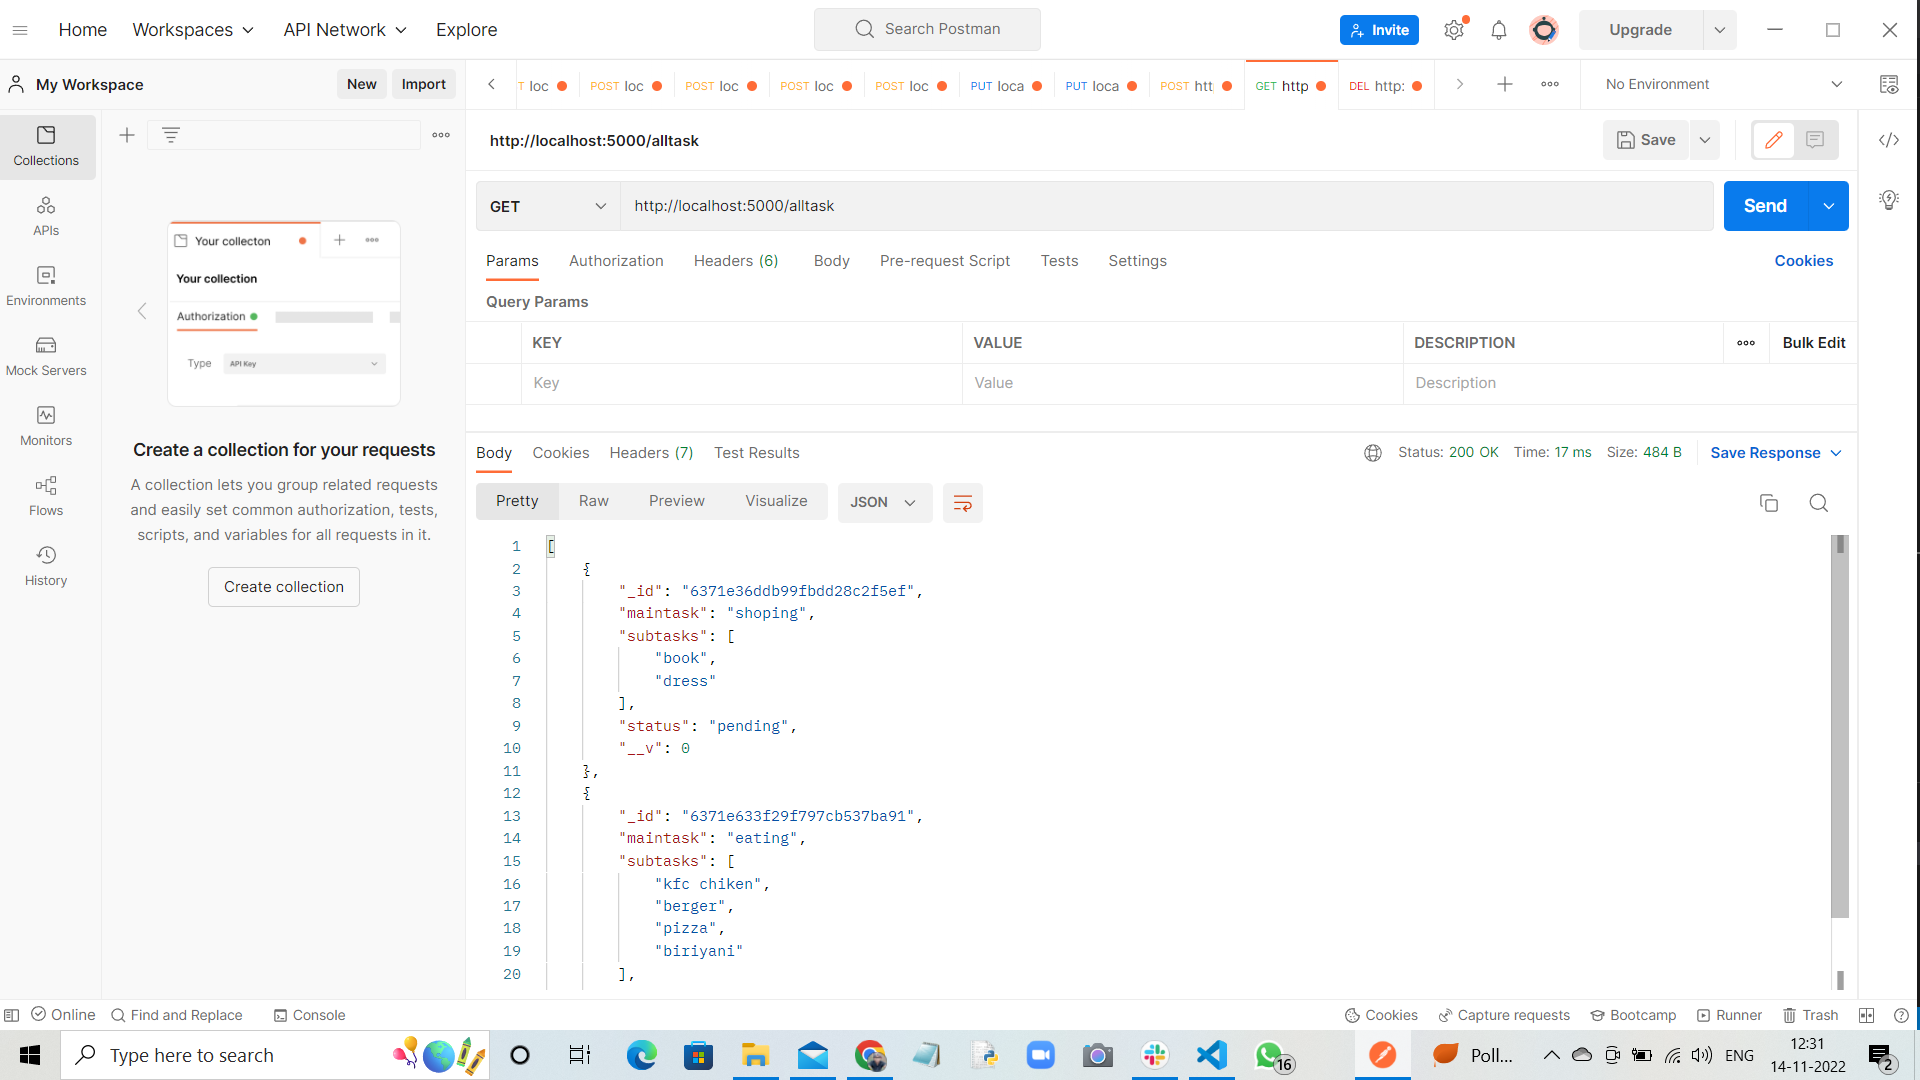 Home Workspaces API Network Explore Search Postman Invite Upgrade
My Workspace New Import T loc POST loc POST loc POST loc POST loc PUT loca PUT loca POST htt GET http DEL http: No Environment
http://localhost:5000/alltask Save
Collections
APIs
Environments
Mock Servers
Monitors
Flows
History
Your collecton
Your collection
Authorization
Type API Key
Create a collection for your requests
A collection lets you group related requests
and easily set common authorization, tests,
scripts, and variables for all requests in it.
Create collection
GET http://localhost:5000/alltask Send
Params Authorization Headers (6) Body Pre-request Script Tests Settings Cookies
Query Params
KEY VALUE DESCRIPTION Bulk Edit
Key Value Description
Body Cookies Headers (7) Test Results Status: 200 OK Time: 17 ms Size: 484 B Save Response
Pretty Raw Preview Visualize JSON
1 [
2 {
3 "_id": "6371e36ddb99fbdd28c2f5ef",
4 "maintask": "shoping",
5 "subtasks": [
6 "book",
7 "dress"
8 ],
9 "status": "pending",
10 "__v": 0
11 },
12 {
13 "_id": "6371e633f29f797cb537ba91",
14 "maintask": "eating",
15 "subtasks": [
16 "kfc chiken",
17 "berger",
18 "pizza",
19 "biriyani"
20 ],
Online Find and Replace Console Cookies Capture requests Bootcamp Runner Trash
Type here to search 16 Poll... ENG 12:31
14-11-2022 2